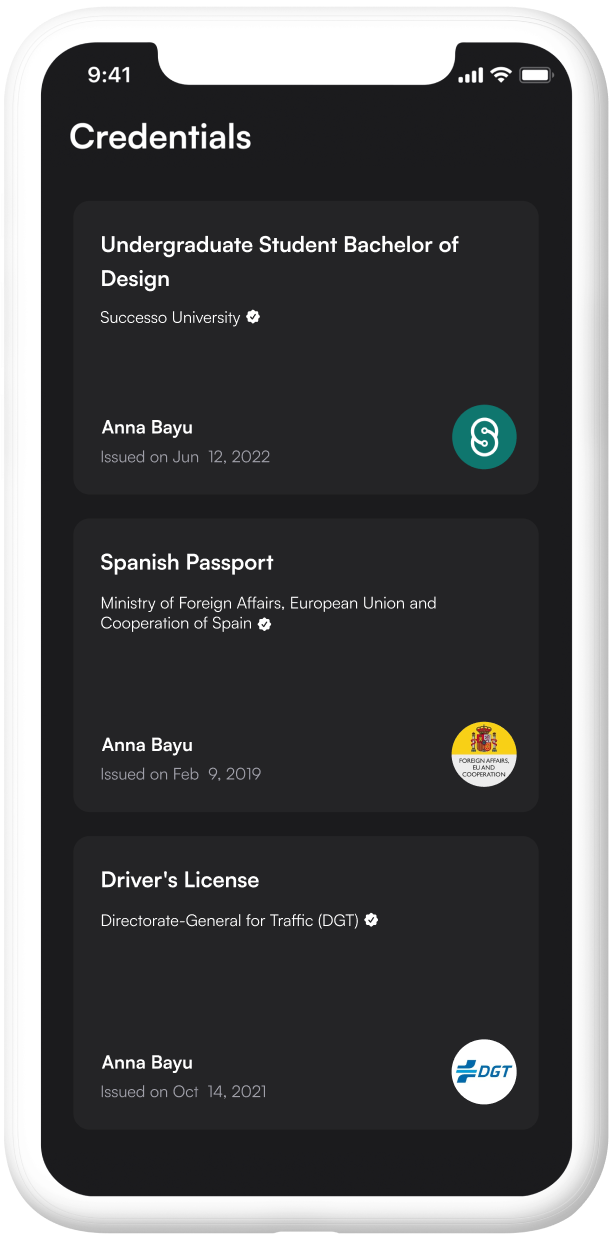 9:41
Credentials
Undergraduate Student Bachelor of
Design
Successo University
Anna Bayu
Issued on Jun 12, 2022
Spanish Passport
Ministry of Foreign Affairs, European Union and
Cooperation of Spain
Anna Bayu
Issued on Feb 9, 2019
FOREIGN AFFAIRS,
EU AND
COOPERATION
Driver's License
Directorate-General for Traffic (DGT)
Anna Bayu
Issued on Oct 14, 2021
DGT